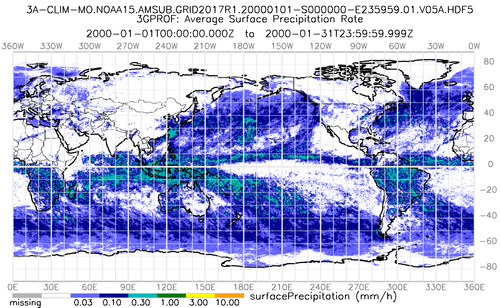 3A-CLIM-MO.NOAA15.AMSUB.GRID2017R1.20000101-S000000-E235959.01.V05A.HDF5
3GPROF: Average Surface Precipitation Rate
2000-01-01T00:00:00.000Z to 2000-01-31T23:59:59.999Z
360W 330W 300W 270W 240W 210W 180W 150W 120W 90W 60W 30W 0W
80
60
40
20
0
-20
-40
-60
-80
0E 30E 60E 90E 120E 150E 180E 210E 240E 270E 300E 330E 360E
missing 0.03 0.10 0.30 1.00 3.00 10.00 surfacePrecipitation (mm/h)